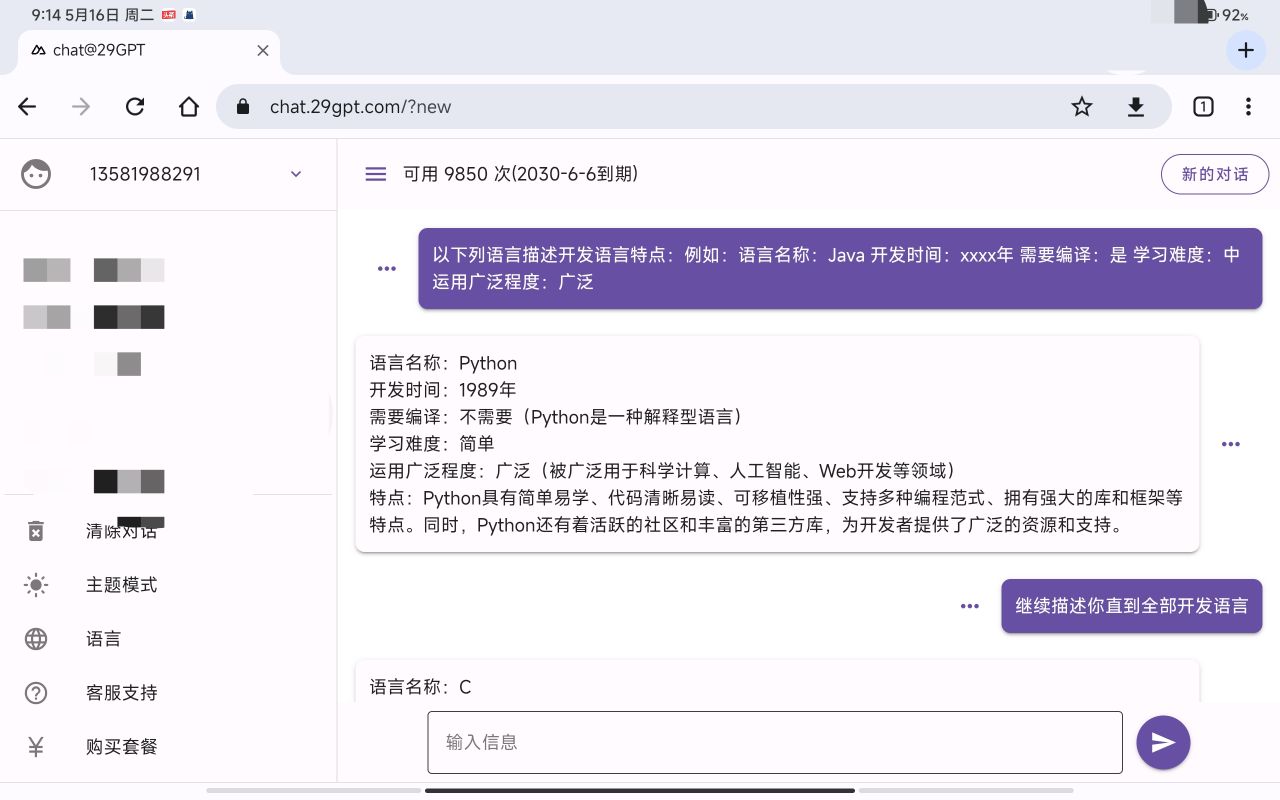 9:14 5月16日 周二 头条
92%
chat@29GPT
chat.29gpt.com/?new
1
13581988291
可用 9850 次(2030-6-6到期)
新的对话
以下列语言描述开发语言特点：例如：语言名称：Java 开发时间：xxxx年 需要编译：是 学习难度：中
运用广泛程度：广泛
语言名称：Python
开发时间：1989年
需要编译：不需要（Python是一种解释型语言）
学习难度：简单
运用广泛程度：广泛（被广泛用于科学计算、人工智能、Web开发等领域）
特点：Python具有简单易学、代码清晰易读、可移植性强、支持多种编程范式、拥有强大的库和框架等
特点。同时，Python还有着活跃的社区和丰富的第三方库，为开发者提供了广泛的资源和支持。
继续描述你直到全部开发语言
语言名称：C
清除对话
主题模式
语言
客服支持
¥ 购买套餐
输入信息